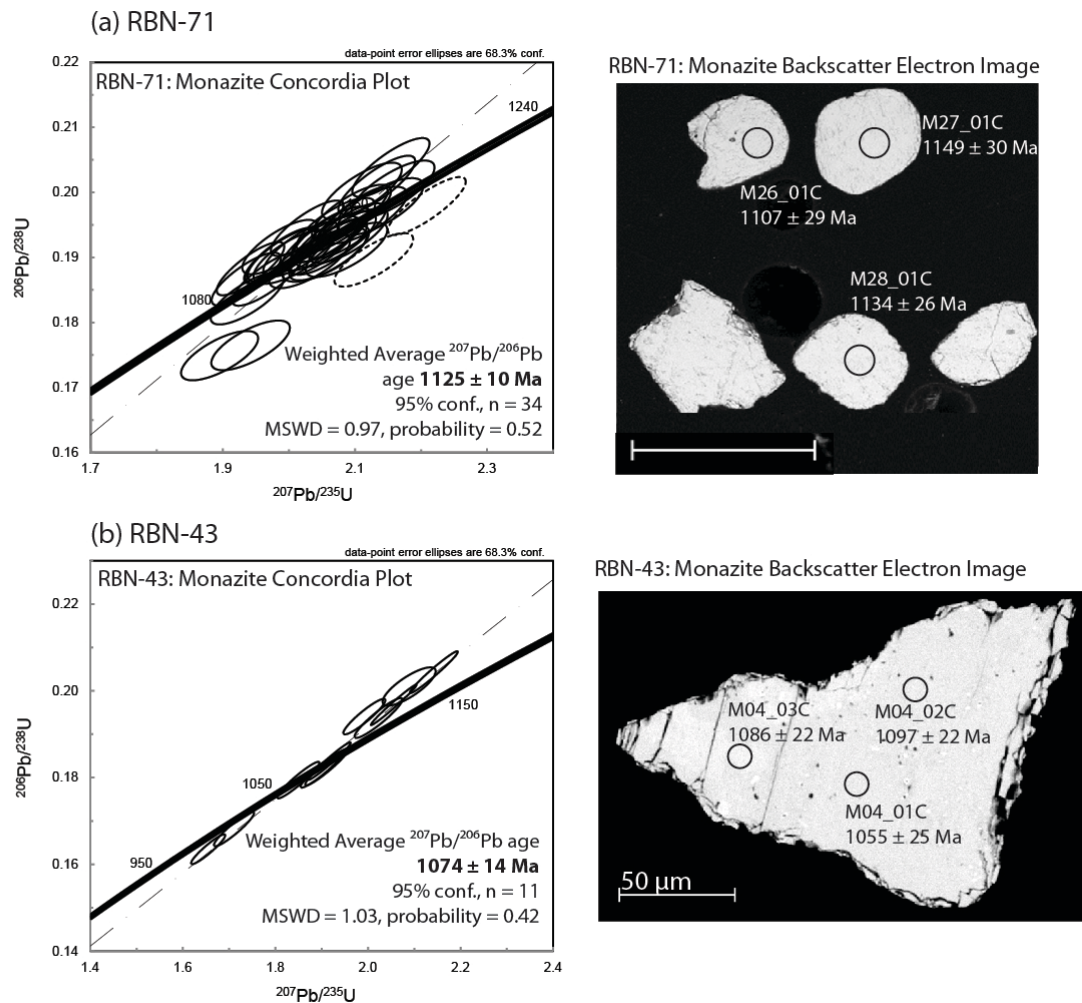 (a) RBN-71
data-point error ellipses are 68.3% conf.
RBN-71: Monazite Concordia Plot
0.22
0.21
0.20
0.19
0.18
0.17
0.16
²⁰⁶Pb/²³⁸U
1240
1080
Weighted Average ²⁰⁷Pb/²⁰⁶Pb
age 1125 ± 10 Ma
95% conf., n = 34
MSWD = 0.97, probability = 0.52
1.7
1.9
2.1
2.3
²⁰⁷Pb/²³⁵U
RBN-71: Monazite Backscatter Electron Image
M27_01C
1149 ± 30 Ma
M26_01C
1107 ± 29 Ma
M28_01C
1134 ± 26 Ma
(b) RBN-43
data-point error ellipses are 68.3% conf.
RBN-43: Monazite Concordia Plot
0.22
0.20
0.18
0.16
0.14
²⁰⁶Pb/²³⁸U
1150
1050
950
Weighted Average ²⁰⁷Pb/²⁰⁶Pb age
1074 ± 14 Ma
95% conf., n = 11
MSWD = 1.03, probability = 0.42
1.4
1.6
1.8
2.0
2.2
2.4
²⁰⁷Pb/²³⁵U
RBN-43: Monazite Backscatter Electron Image
M04_03C
1086 ± 22 Ma
M04_02C
1097 ± 22 Ma
M04_01C
1055 ± 25 Ma
50 µm